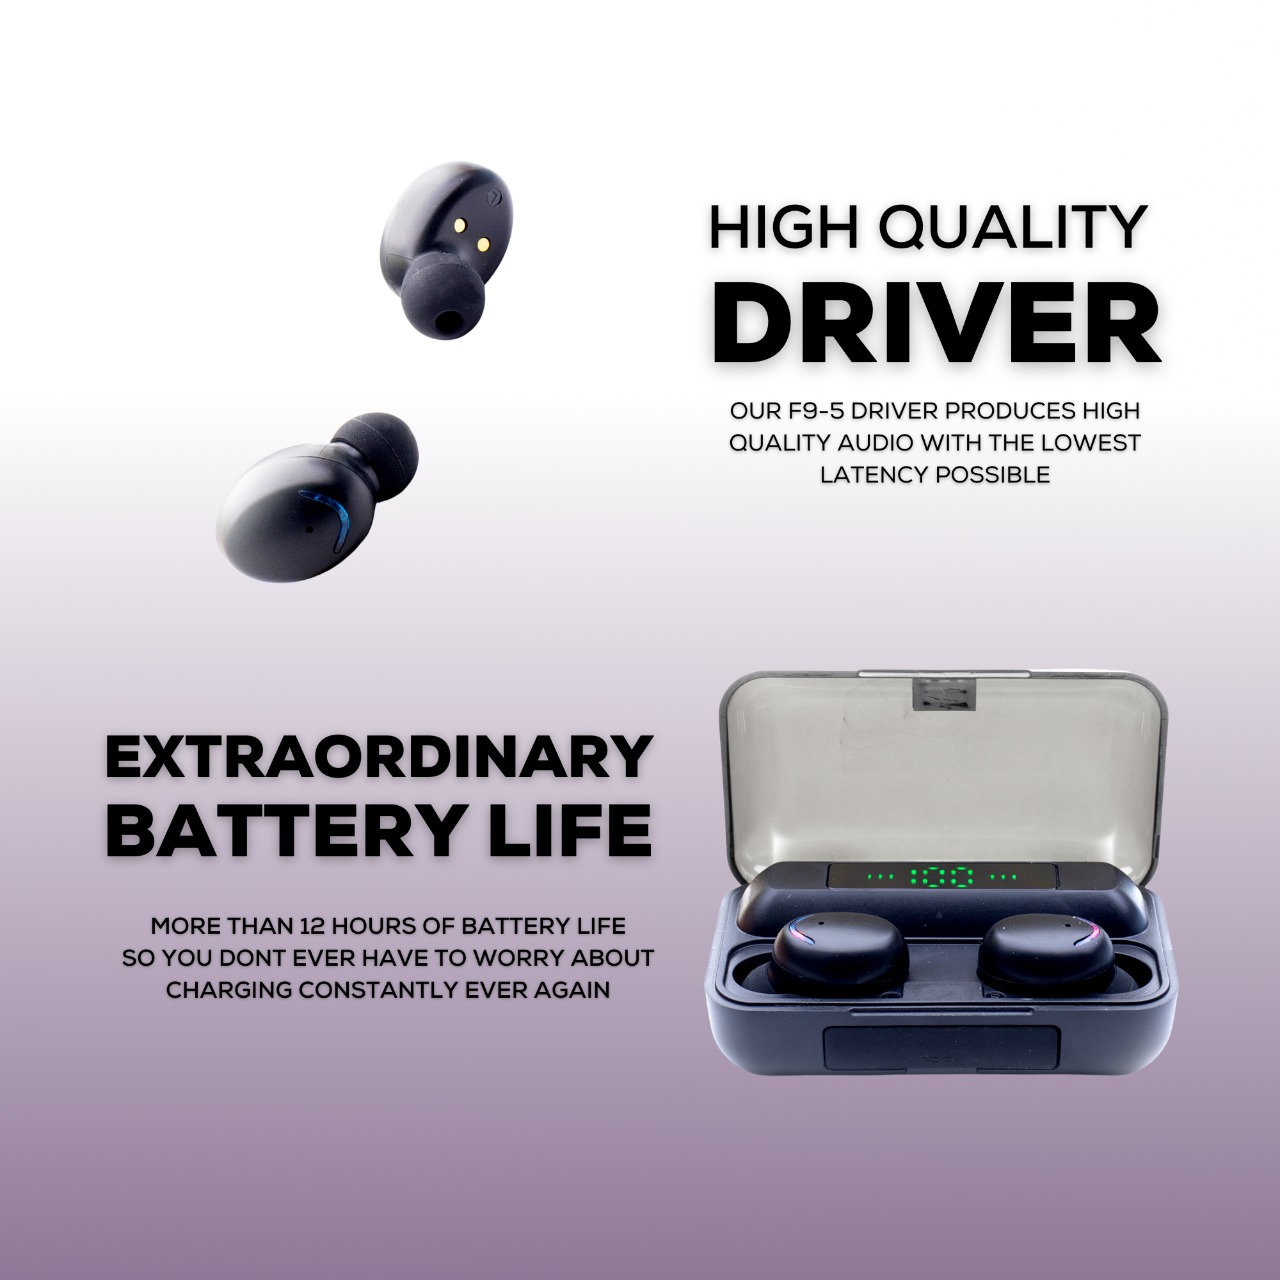 HIGH QUALITY
DRIVER
OUR F9-5 DRIVER PRODUCES HIGH
QUALITY AUDIO WITH THE LOWEST
LATENCY POSSIBLE
EXTRAORDINARY
BATTERY LIFE
MORE THAN 12 HOURS OF BATTERY LIFE
SO YOU DONT EVER HAVE TO WORRY ABOUT
CHARGING CONSTANTLY EVER AGAIN
100